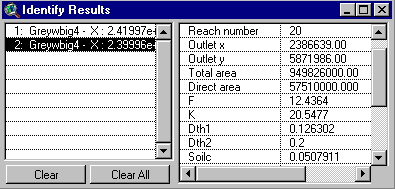 Identify Results
1: Greywbig4 - X : 2.41997e-
2: Greywbig4 - X : 2.39996e-
Clear
Clear All
Reach number 20
Outlet x 2386639.00
Outlet y 5871986.00
Total area 949826000.00
Direct area 57510000.000
F 12.4364
K 20.5477
Dth1 0.126302
Dth2 0.2
Soilc 0.0507911